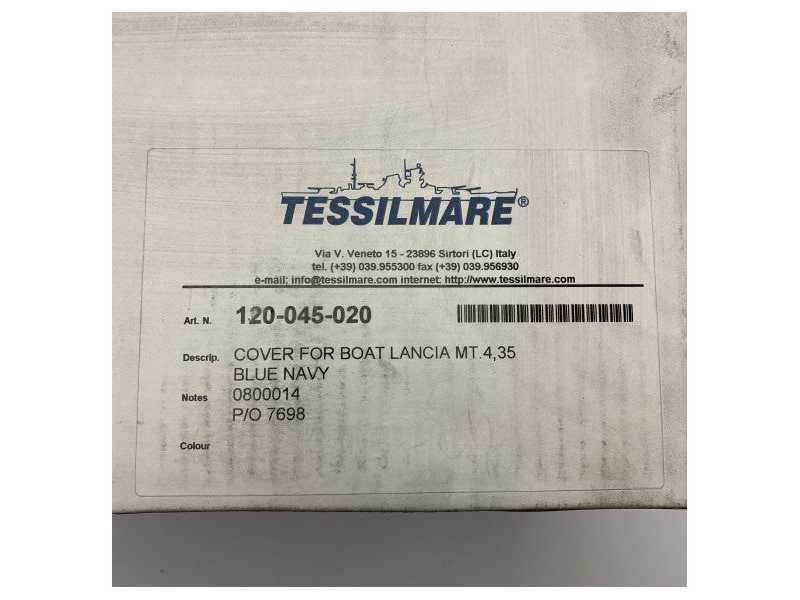 TESSILMARE®
Via V. Veneto 15 - 23896 Sirtori (LC) Italy
tel. (+39) 039.955300 fax (+39) 039.956930
e-mail; info@tessilmare.com internet: http://www.tessilmare.com
Art. N. 120-045-020
Descrip. COVER FOR BOAT LANCIA MT.4,35
BLUE NAVY
Notes 0800014
P/O 7698
Colour